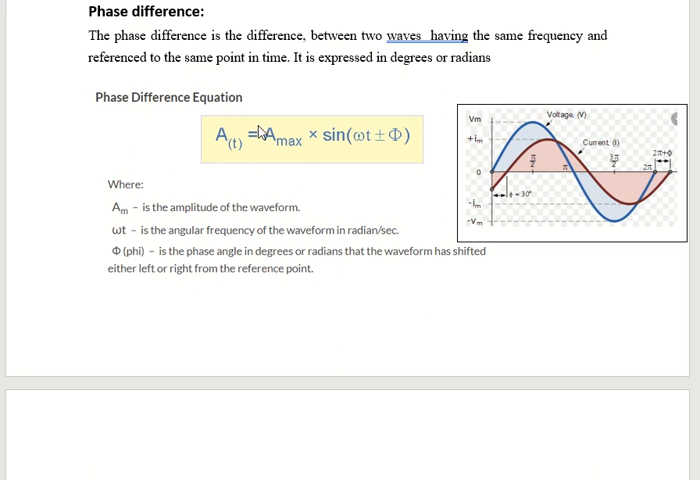 Phase difference:
The phase difference is the difference, between two waves having the same frequency and
referenced to the same point in time. It is expressed in degrees or radians
Phase Difference Equation
A(t) = Amax × sin(ωt ± Φ)
Where:
Am - is the amplitude of the waveform.
ωt - is the angular frequency of the waveform in radian/sec.
Φ (phi) - is the phase angle in degrees or radians that the waveform has shifted
either left or right from the reference point.
Vm
+Im
0
-Im
-Vm
Voltage, (V)
Current, (I)
π/2
π
3π/2
2π
2π+ϕ
ϕ = 30°